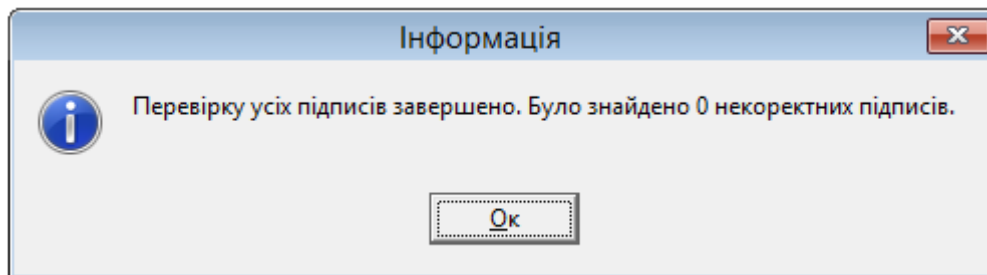 Інформація
Перевірку усіх підписів завершено. Було знайдено 0 некоректних підписів.
Ок